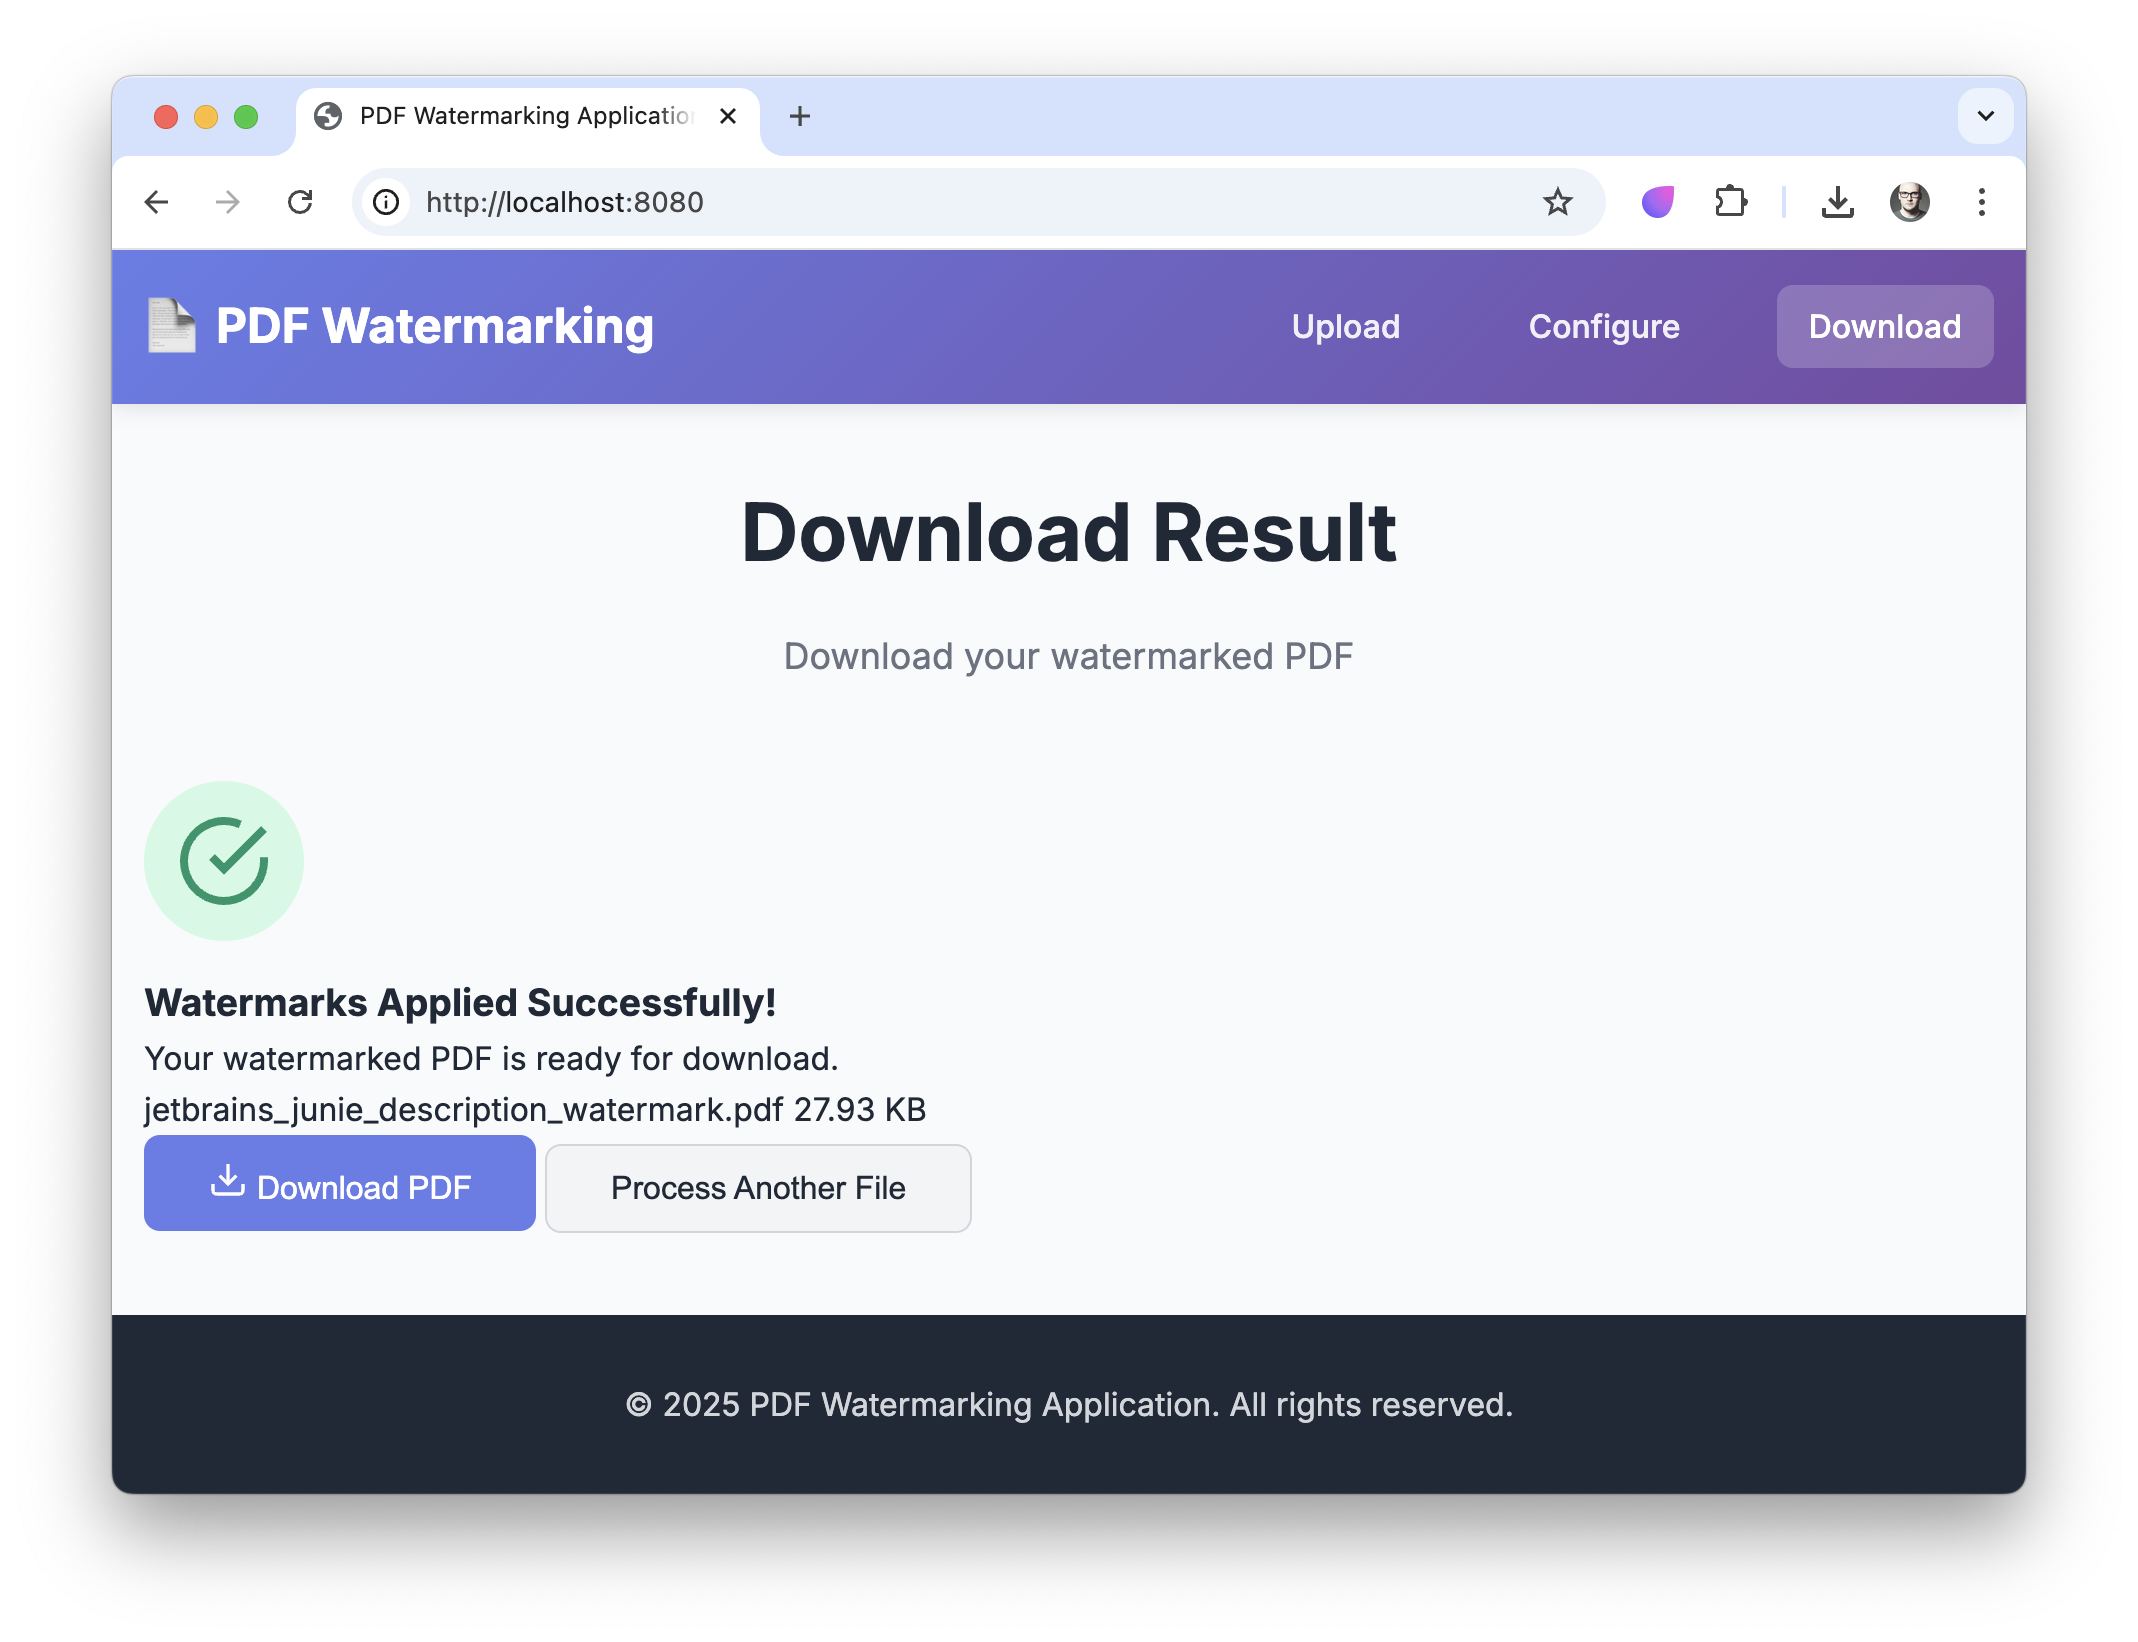 PDF Watermarking Application
http://localhost:8080
PDF Watermarking
Upload
Configure
Download
Download Result
Download your watermarked PDF
Watermarks Applied Successfully!
Your watermarked PDF is ready for download.
jetbrains_junie_description_watermark.pdf 27.93 KB
Download PDF
Process Another File
© 2025 PDF Watermarking Application. All rights reserved.